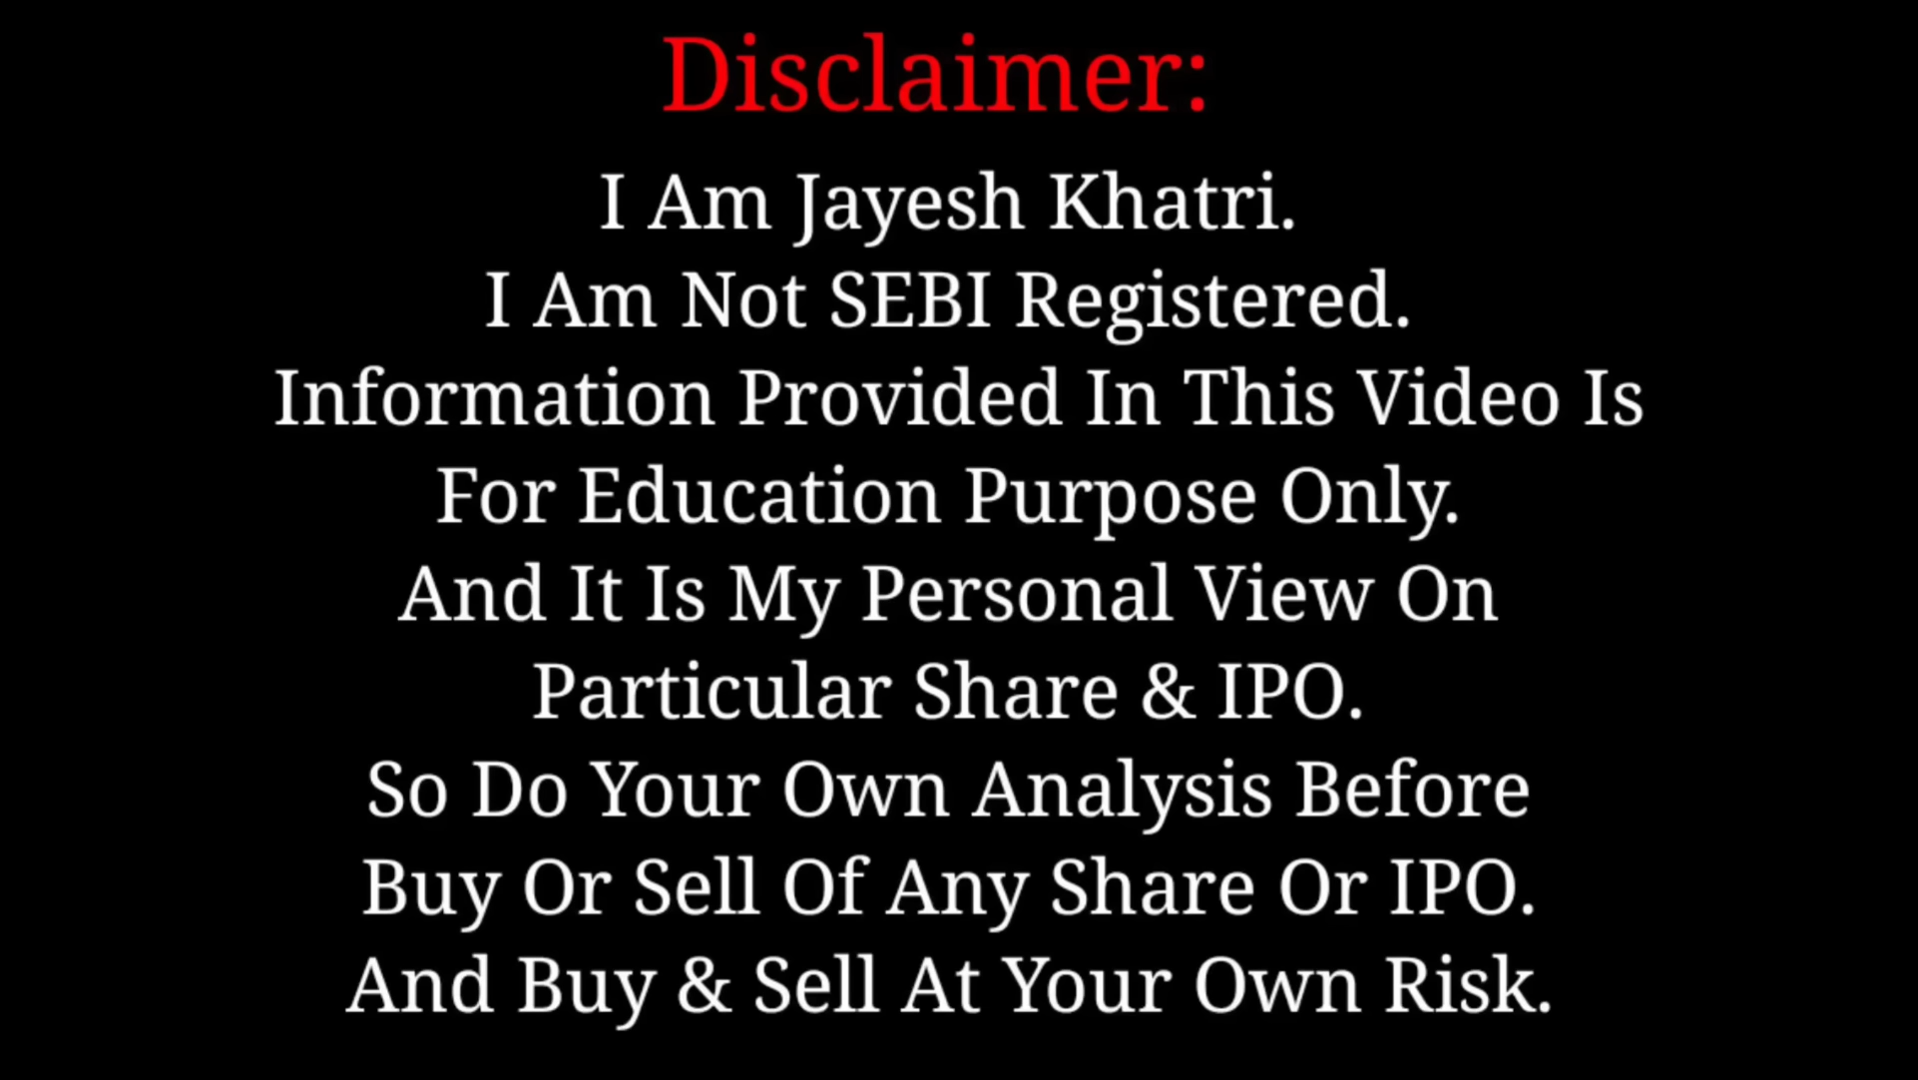 Disclaimer:
I Am Jayesh Khatri.
I Am Not SEBI Registered.
Information Provided In This Video Is
For Education Purpose Only.
And It Is My Personal View On
Particular Share & IPO.
So Do Your Own Analysis Before
Buy Or Sell Of Any Share Or IPO.
And Buy & Sell At Your Own Risk.